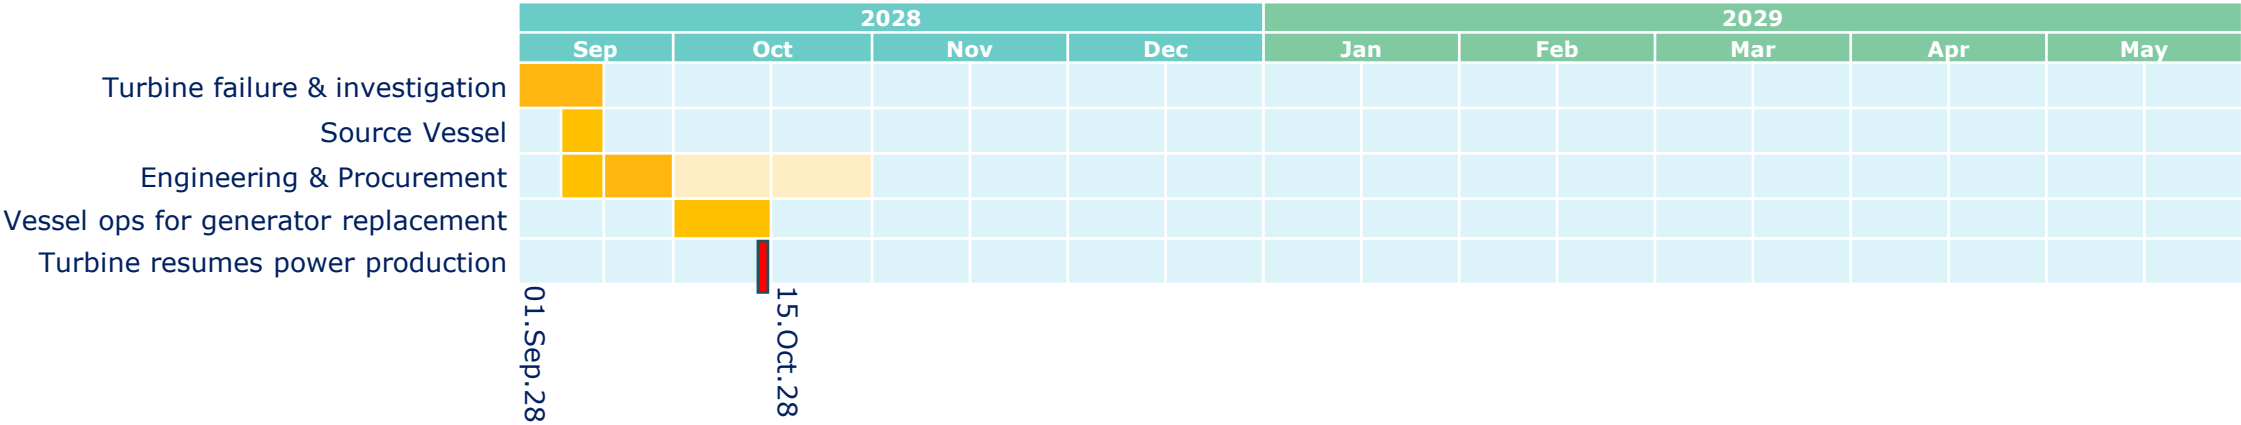 2028 2029
Sep Oct Nov Dec Jan Feb Mar Apr May
Turbine failure & investigation
Source Vessel
Engineering & Procurement
Vessel ops for generator replacement
Turbine resumes power production
01.Sep.28
15.Oct.28